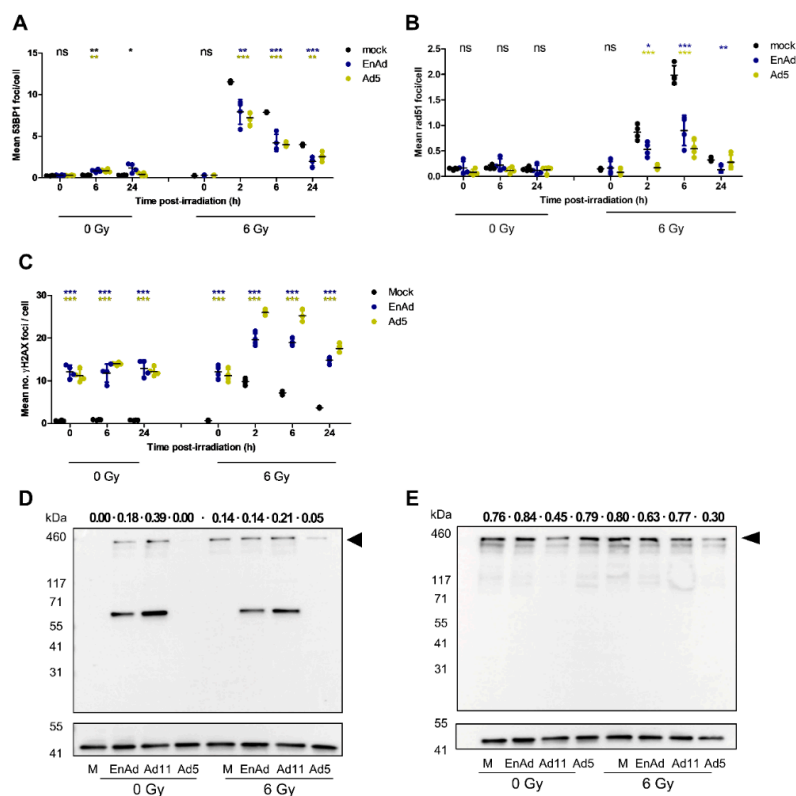 A
Mean 53BP1 foci/cell
15
10
5
0
ns ** * ns ** *** ***
** *** *** **
mock
EnAd
Ad5
0 6 24 0 2 6 24
Time post-irradiation (h)
0 Gy 6 Gy
B
Mean rad51 foci/cell
2.5
2.0
1.5
1.0
0.5
0.0
ns ns ns ns * *** **
*** ***
mock
EnAd
Ad5
0 6 24 0 2 6 24
Time post-irradiation (h)
0 Gy 6 Gy
C
Mean no. γH2AX foci / cell
30
20
10
0
*** *** *** *** *** *** ***
*** *** *** *** *** *** ***
Mock
EnAd
Ad5
0 6 24 0 2 6 24
Time post-irradiation (h)
0 Gy 6 Gy
D
kDa 0.00 · 0.18 · 0.39 · 0.00 · 0.14 · 0.14 · 0.21 · 0.05
460
117
71
55
41
31
55
41
M EnAd Ad11 Ad5 M EnAd Ad11 Ad5
0 Gy 6 Gy
E
kDa 0.76 · 0.84 · 0.45 · 0.79 · 0.80 · 0.63 · 0.77 · 0.30
460
117
71
55
41
31
55
41
M EnAd Ad11 Ad5 M EnAd Ad11 Ad5
0 Gy 6 Gy